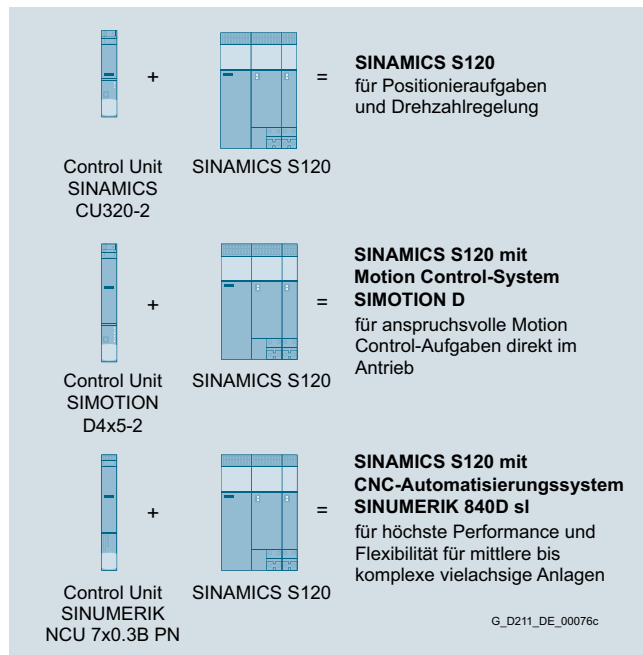 +
=
SINAMICS S120
für Positionieraufgaben
und Drehzahlregelung
Control Unit
SINAMICS
CU320-2
SINAMICS S120
+
=
SINAMICS S120 mit
Motion Control-System
SIMOTION D
für anspruchsvolle Motion
Control-Aufgaben direkt im
Antrieb
Control Unit
SIMOTION
D4x5-2
SINAMICS S120
+
=
SINAMICS S120 mit
CNC-Automatisierungssystem
SINUMERIK 840D sl
für höchste Performance und
Flexibilität für mittlere bis
komplexe vielachsige Anlagen
Control Unit
SINUMERIK
NCU 7x0.3B PN
SINAMICS S120
G_D211_DE_00076c